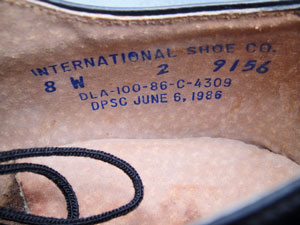 INTERNATIONAL SHOE CO.
8 W 2 9156
DLA-100-86-C-4309
DPSC JUNE 6, 1986